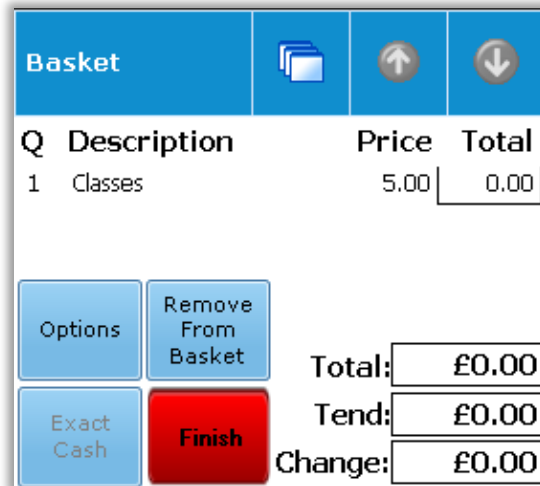 Basket
Q Description Price Total
1 Classes 5.00 0.00
Options
Remove
From
Basket
Total: £0.00
Exact
Cash
Finish
Tend: £0.00
Change: £0.00